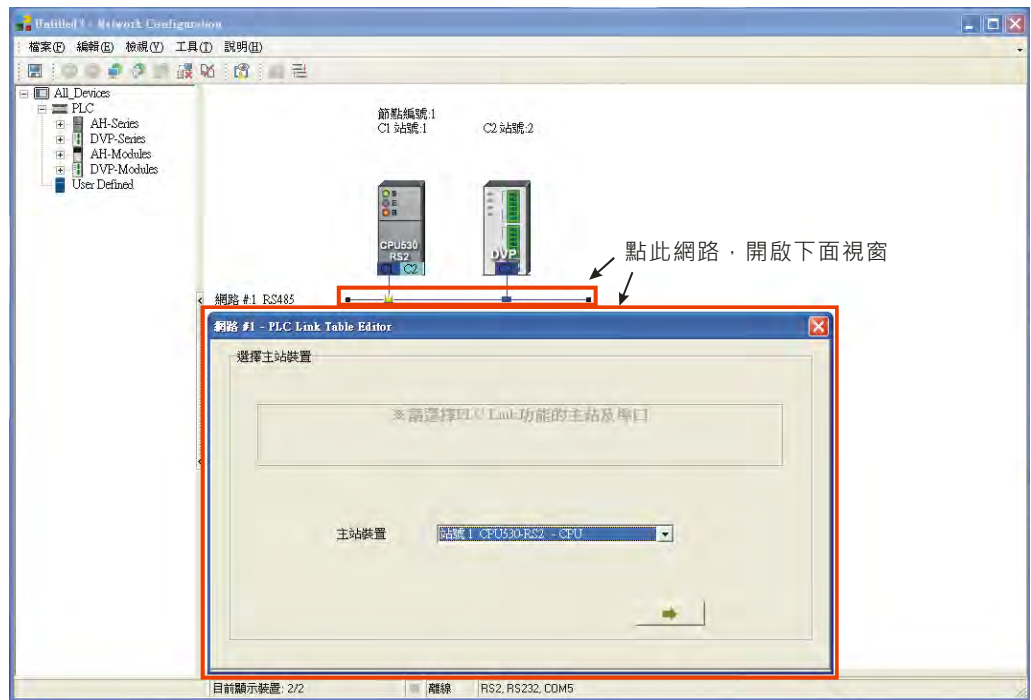 Untitled3 - Network Configuration
檔案(F) 編輯(E) 檢視(V) 工具(T) 說明(H)
All_Devices
PLC
AH-Series
DVP-Series
AH-Modules
DVP-Modules
User Defined
節點編號:1
C1 站號:1
C2 站號:2
CPU530
RS2
C1 C2
DVP
C2
點此網路，開啟下面視窗
網路 #:1 RS485
網路 #1 - PLC Link Table Editor
選擇主站裝置
※請選擇PLC Link功能的主站及串口
主站裝置
站號 1 CPU530-RS2 - CPU
目前顯示裝置: 2/2
離線
RS2, RS232, COM5